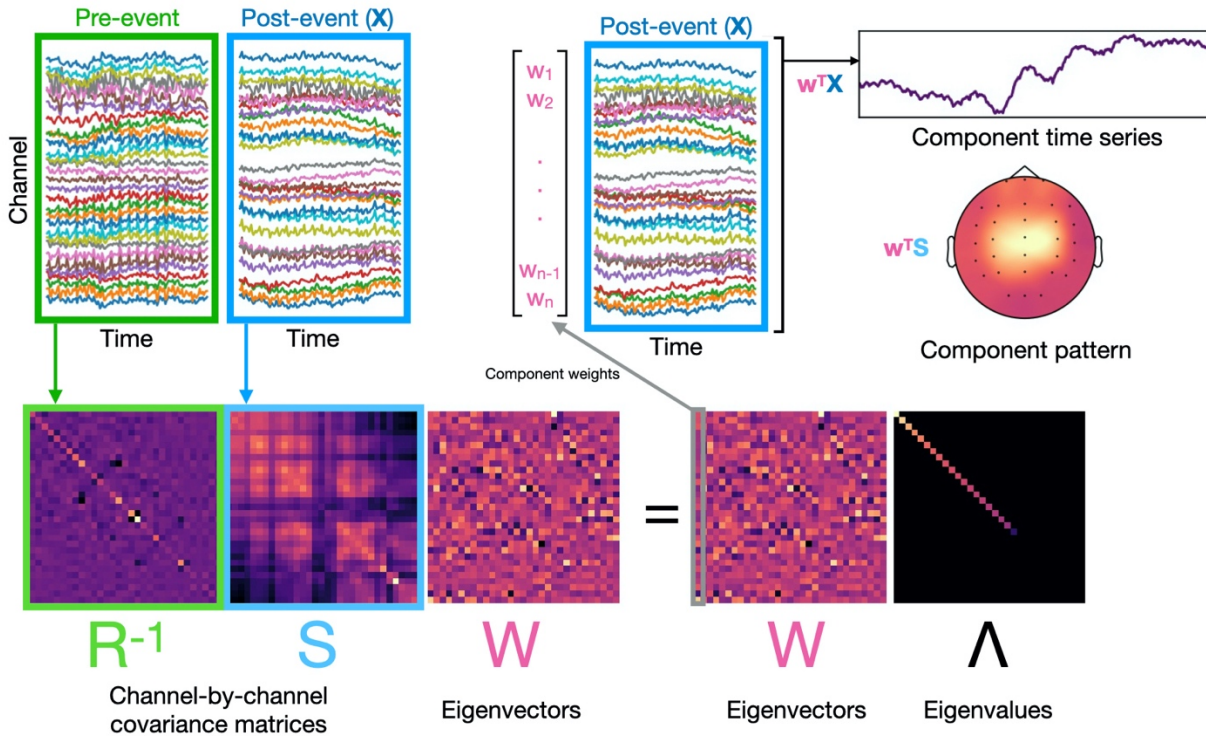 Pre-event
Post-event (X)
Channel
Time
Time
w1
w2
.
.
.
wn-1
wn
Post-event (X)
Time
wTX
Component time series
wTS
Component pattern
Component weights
=
R-1
S
W
W
Λ
Channel-by-channel
covariance matrices
Eigenvectors
Eigenvectors
Eigenvalues